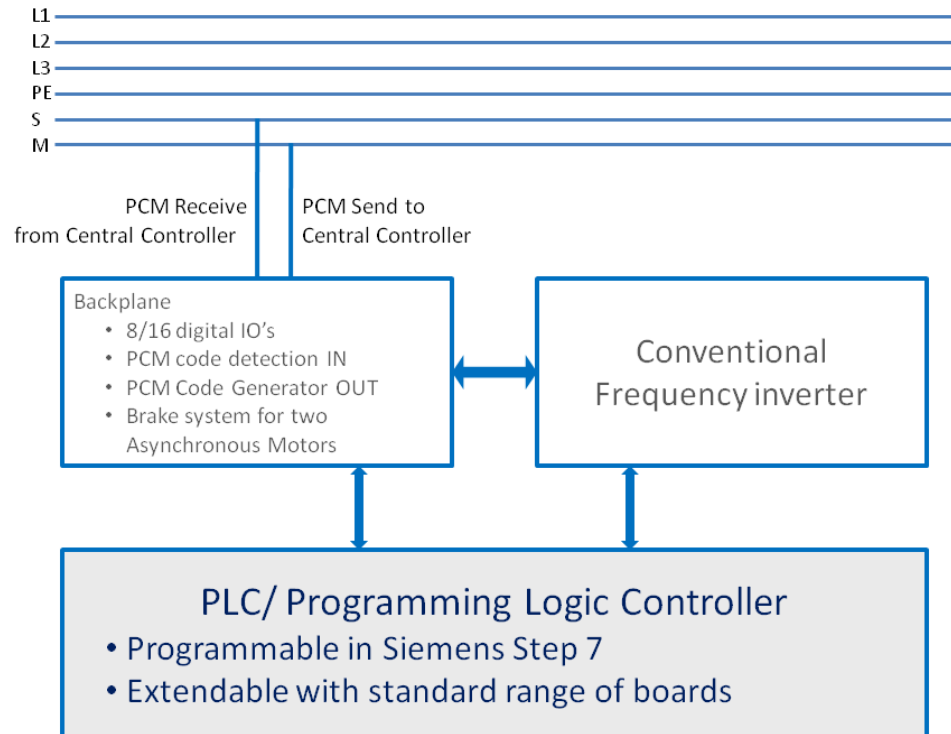 L1
L2
L3
PE
S
M
PCM Receive
from Central Controller
PCM Send to
Central Controller
Backplane
• 8/16 digital IO's
• PCM code detection IN
• PCM Code Generator OUT
• Brake system for two
Asynchronous Motors
Conventional
Frequency inverter
PLC/ Programming Logic Controller
• Programmable in Siemens Step 7
• Extendable with standard range of boards